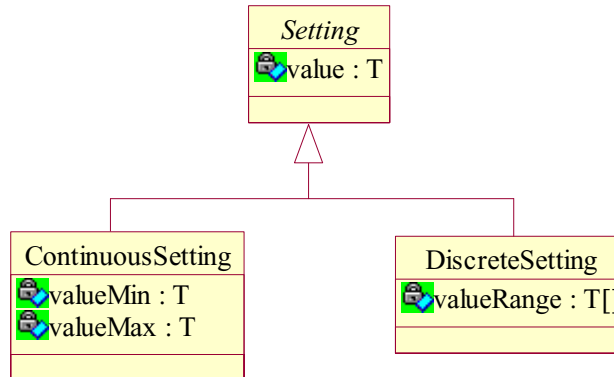 Setting
value : T
ContinuousSetting
valueMin : T
valueMax : T
DiscreteSetting
valueRange : T[]